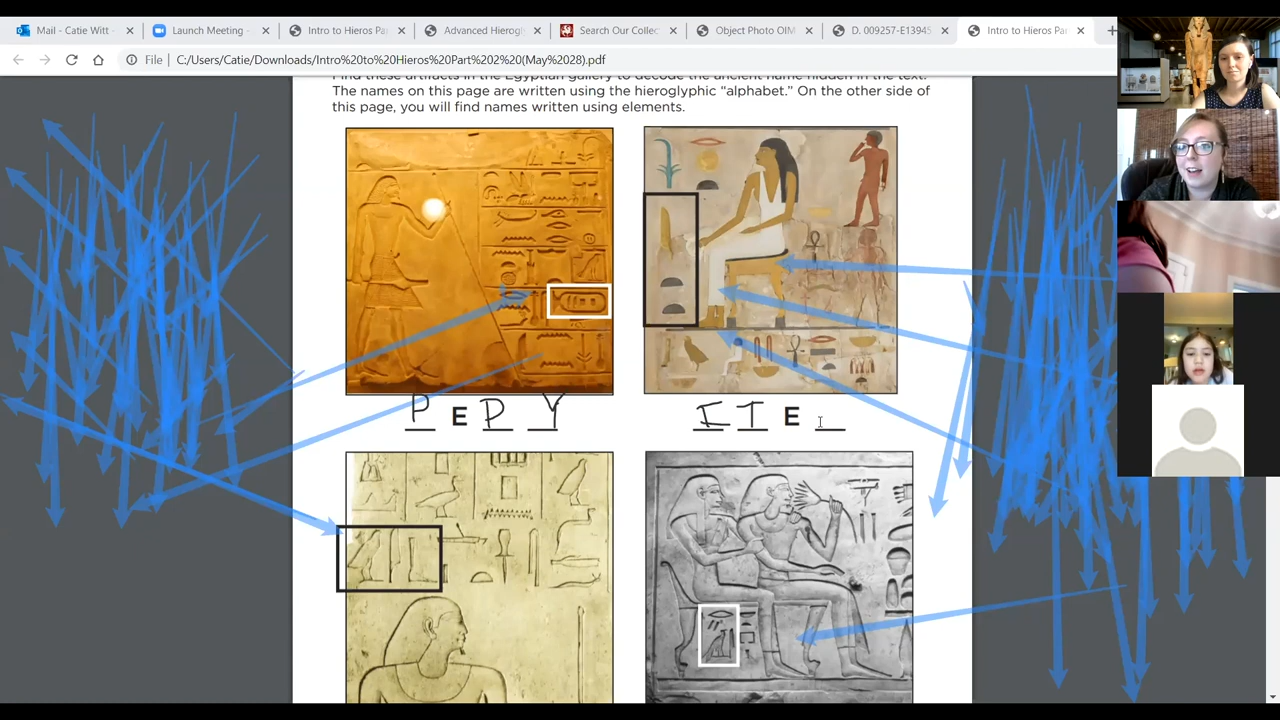 Mail - Catie Witt
Launch Meeting -
Intro to Hieros Pa
Advanced Hierogl
Search Our Collec
Object Photo OIM
D. 009257-E13945
Intro to Hieros Pa
File | C:/Users/Catie/Downloads/Intro%20to%20Hieros%20Part%202%20(May%2028).pdf
Find these artifacts in the Egyptian gallery to decode the ancient name hidden in the text.
The names on this page are written using the hieroglyphic “alphabet.” On the other side of
this page, you will find names written using elements.
P E P Y
I T E _